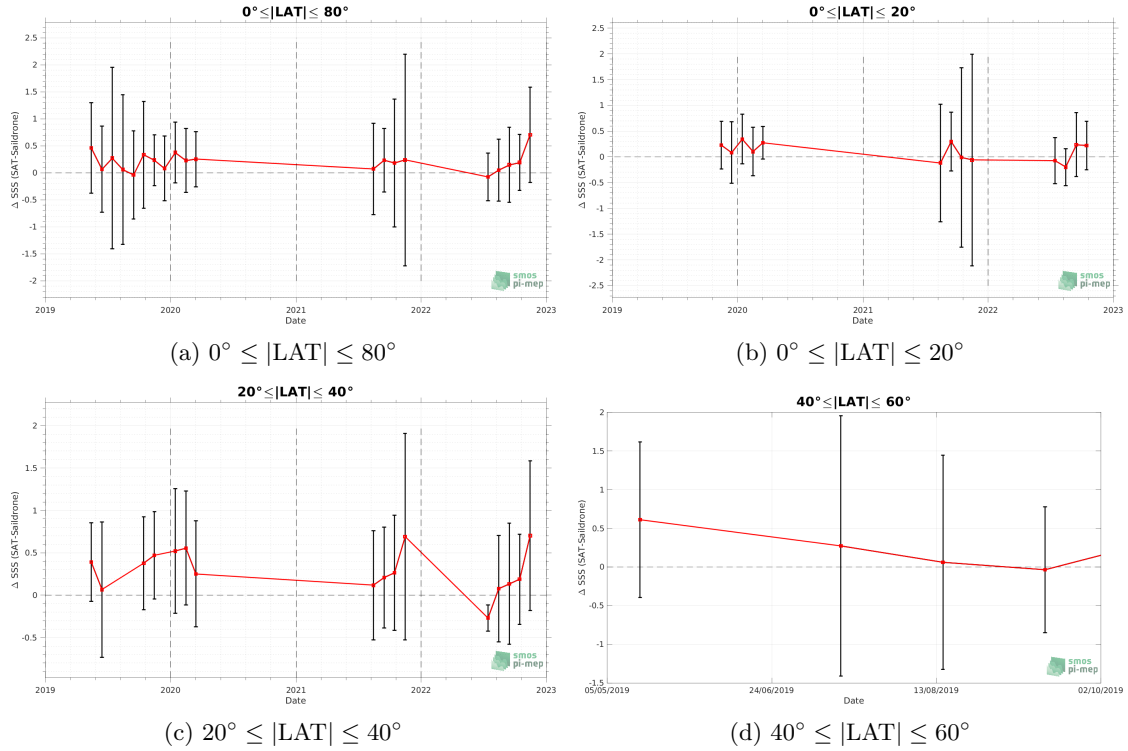 0°≤|LAT|≤ 80°
2.5
2
1.5
1
0.5
0
-0.5
-1
-1.5
-2
Δ SSS (SAT-Saildrone)
2019
2020
2021
2022
2023
Date
smos
pi-mep
(a) 0° ≤ |LAT| ≤ 80°
0°≤|LAT|≤ 20°
2.5
2
1.5
1
0.5
0
-0.5
-1
-1.5
-2
-2.5
Δ SSS (SAT-Saildrone)
2019
2020
2021
2022
2023
Date
smos
pi-mep
(b) 0° ≤ |LAT| ≤ 20°
20°≤|LAT|≤ 40°
2
1.5
1
0.5
0
-0.5
Δ SSS (SAT-Saildrone)
2019
2020
2021
2022
2023
Date
smos
pi-mep
(c) 20° ≤ |LAT| ≤ 40°
40°≤|LAT|≤ 60°
2
1.5
1
0.5
0
-0.5
-1
-1.5
Δ SSS (SAT-Saildrone)
05/05/2019
24/06/2019
13/08/2019
02/10/2019
Date
smos
pi-mep
(d) 40° ≤ |LAT| ≤ 60°